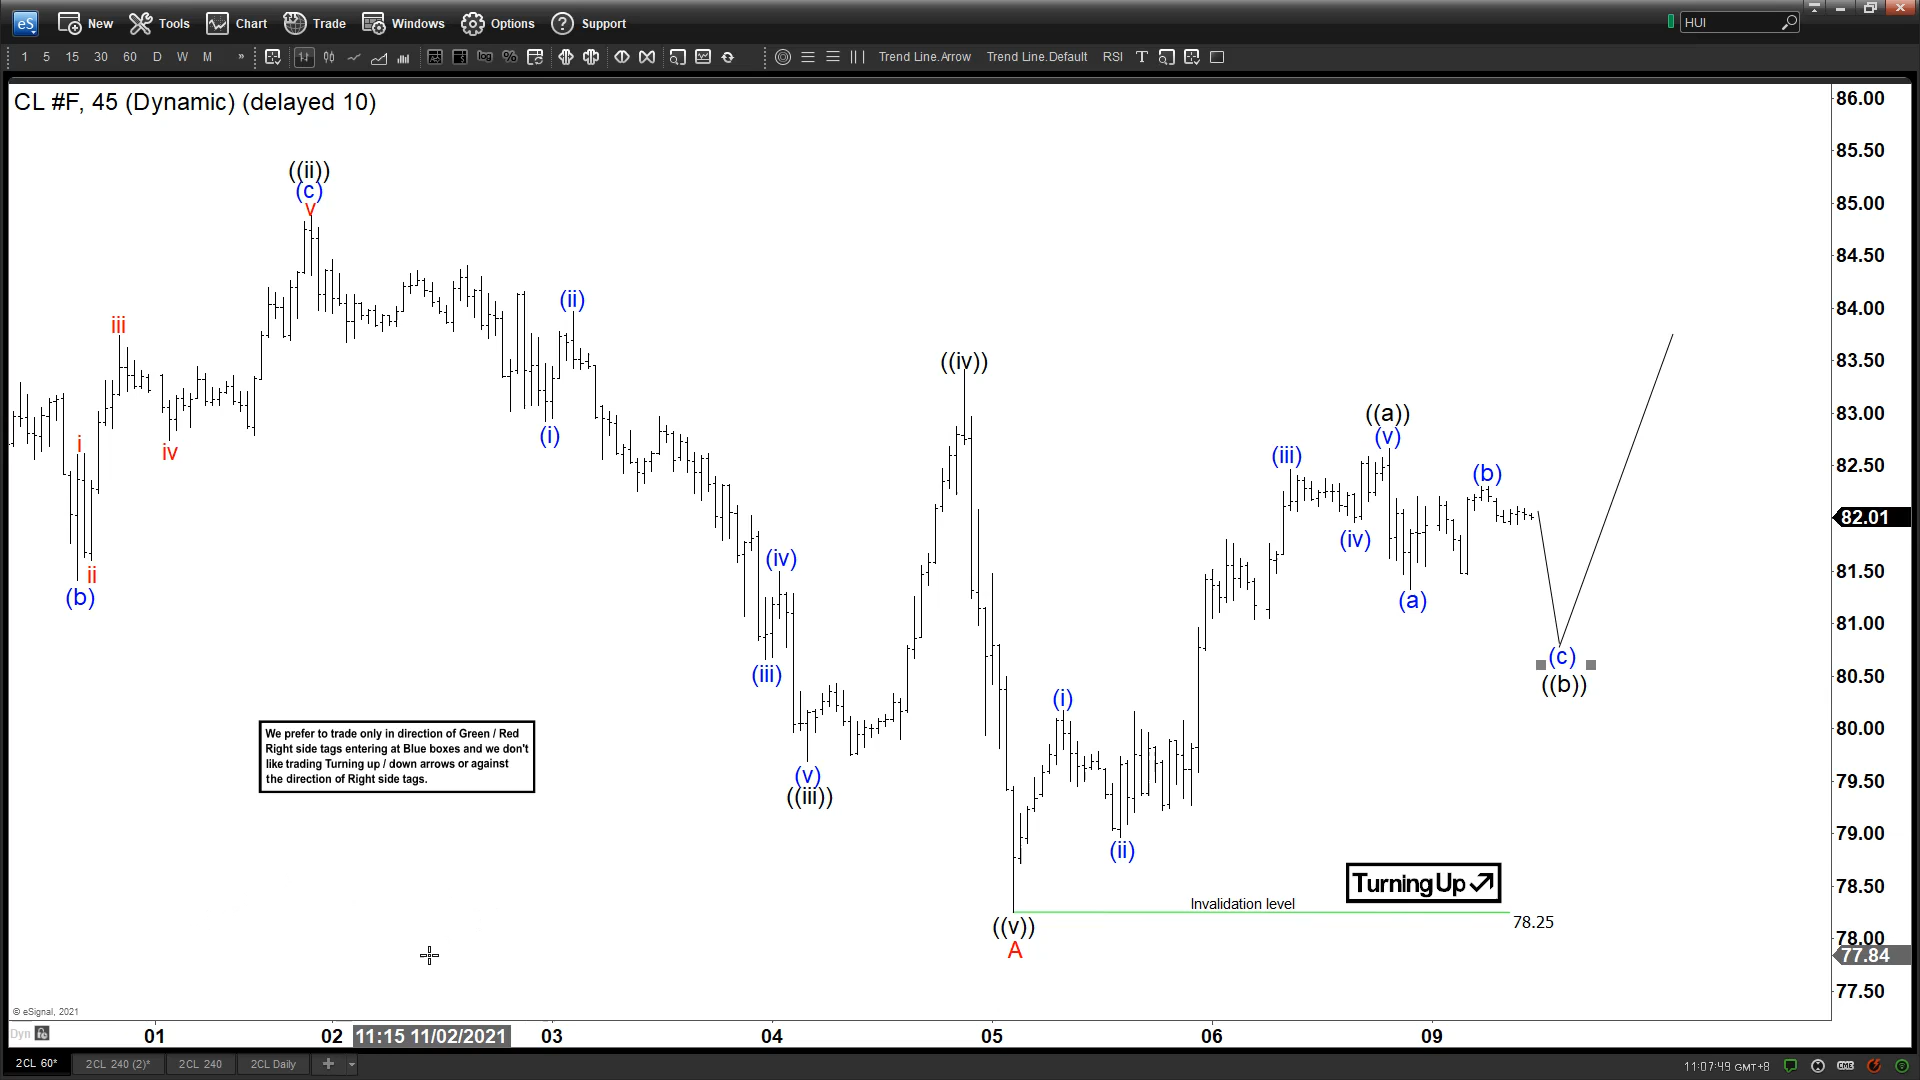 eS New Tools Chart Trade Windows Options Support HUI
1 5 15 30 60 D W M » log % Trend Line.Arrow Trend Line.Default RSI T
CL #F, 45 (Dynamic) (delayed 10)
86.00
85.50
85.00
84.50
84.00
83.50
83.00
82.50
82.01
81.50
81.00
80.50
80.00
79.50
79.00
78.50
78.00
77.84
77.50
((ii))
(c)
v
iii
i
iv
ii
(b)
(ii)
(i)
((iv))
(iv)
(iii)
(v)
((iii))
(i)
(ii)
((v))
A
((a))
(v)
(iii)
(iv)
(b)
(a)
(c)
((b))
We prefer to trade only in direction of Green / Red
Right side tags entering at Blue boxes and we don't
like trading Turning up / down arrows or against
the direction of Right side tags.
Turning Up
Invalidation level
78.25
© eSignal, 2021
Dyn
01 02 11:15 11/02/2021 03 04 05 06 09
2CL 60* 2CL 240 (2)* 2CL 240 2CL Daily +
11:07:49 GMT+8 CME